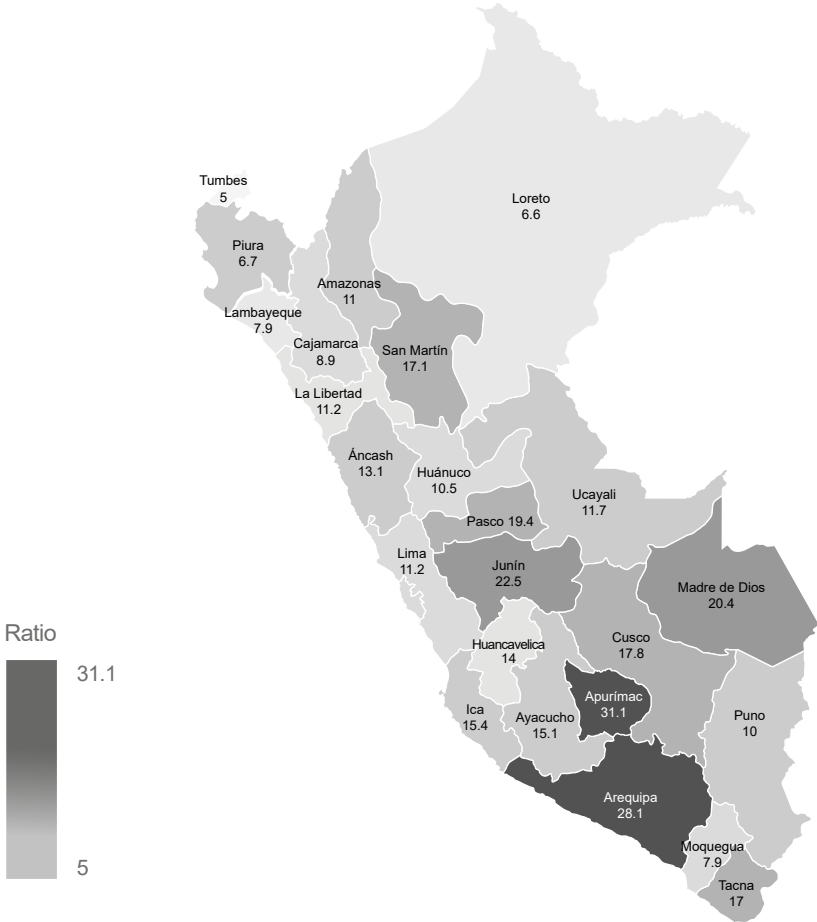 Tumbes
5
Loreto
6.6
Piura
6.7
Amazonas
11
Lambayeque
7.9
Cajamarca
8.9
San Martín
17.1
La Libertad
11.2
Áncash
13.1
Huánuco
10.5
Ucayali
11.7
Pasco 19.4
Lima
11.2
Junín
22.5
Madre de Dios
20.4
Huancavelica
14
Cusco
17.8
Apurímac
31.1
Ica
15.4
Ayacucho
15.1
Puno
10
Arequipa
28.1
Moquegua
7.9
Tacna
17
Ratio
31.1
5